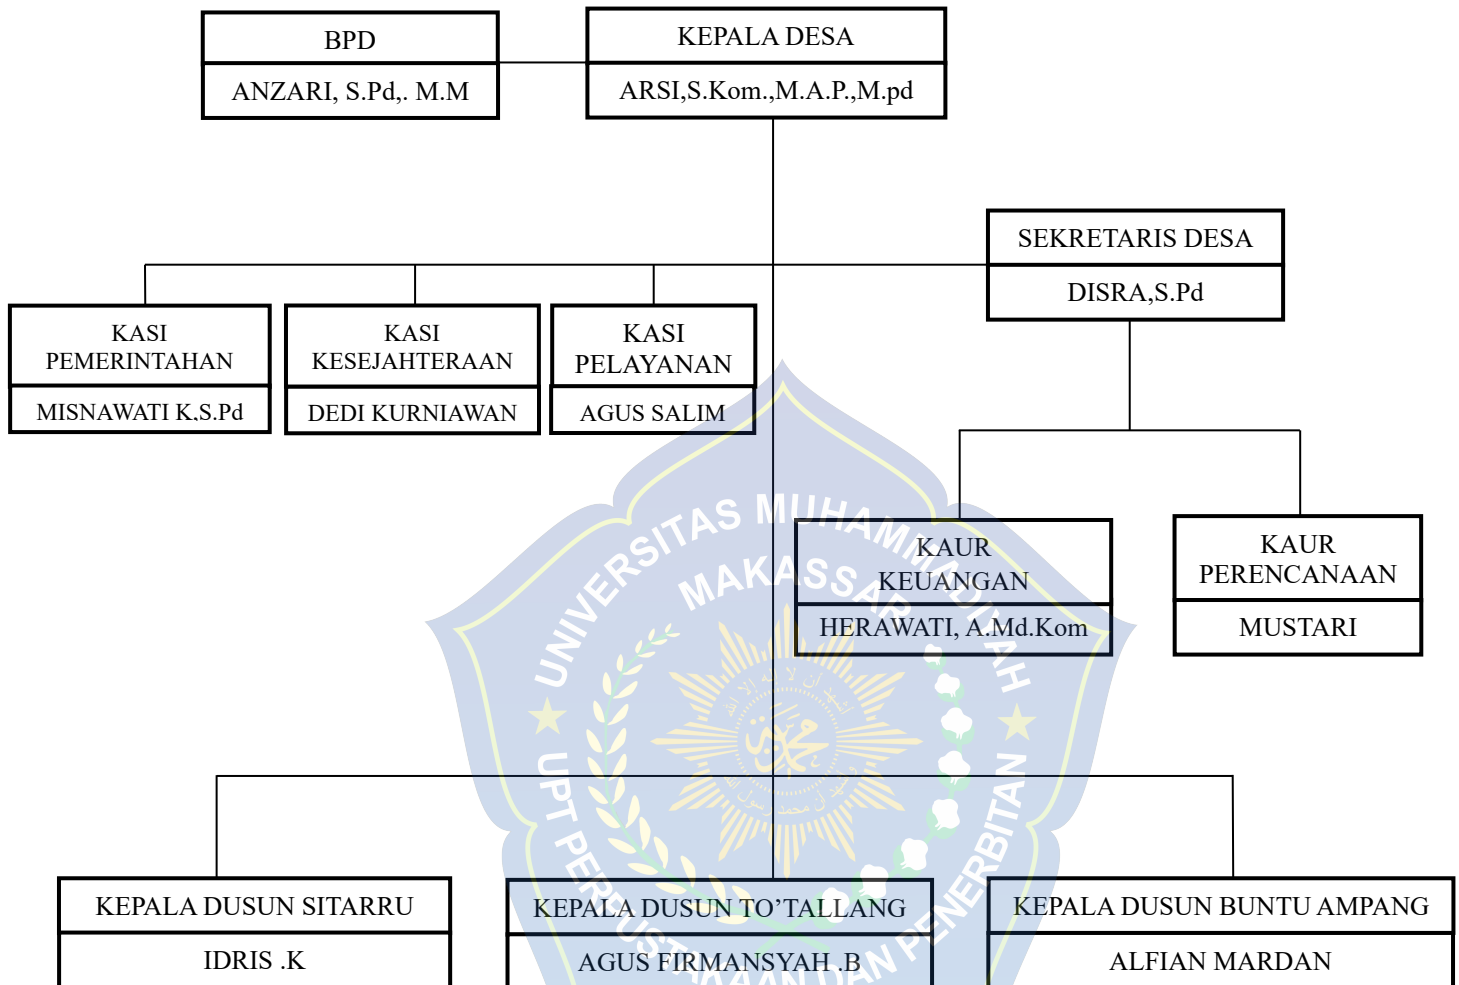 BPD
ANZARI, S.Pd,. M.M
KEPALA DESA
ARSI,S.Kom.,M.A.P.,M.pd
SEKRETARIS DESA
DISRA,S.Pd
KASI
PEMERINTAHAN
MISNAWATI K,S.Pd
KASI
KESEJAHTERAAN
DEDI KURNIAWAN
KASI
PELAYANAN
AGUS SALIM
KAUR
KEUANGAN
HERAWATI, A.Md.Kom
KAUR
PERENCANAAN
MUSTARI
KEPALA DUSUN SITARRU
IDRIS .K
KEPALA DUSUN TO’TALLANG
AGUS FIRMANSYAH .B
KEPALA DUSUN BUNTU AMPANG
ALFIAN MARDAN
UNIVERSITAS MUHAMMADIYAH
MAKASSAR
UPT PERPUSTAKAAN DAN PENERBITAN